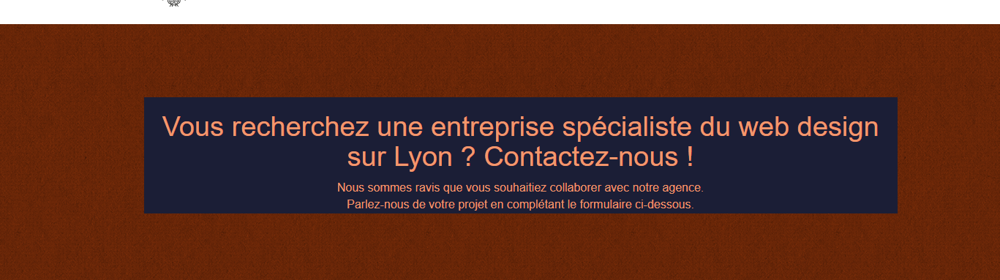 Vous recherchez une entreprise spécialiste du web design
sur Lyon ? Contactez-nous !
Nous sommes ravis que vous souhaitiez collaborer avec notre agence.
Parlez-nous de votre projet en complétant le formulaire ci-dessous.